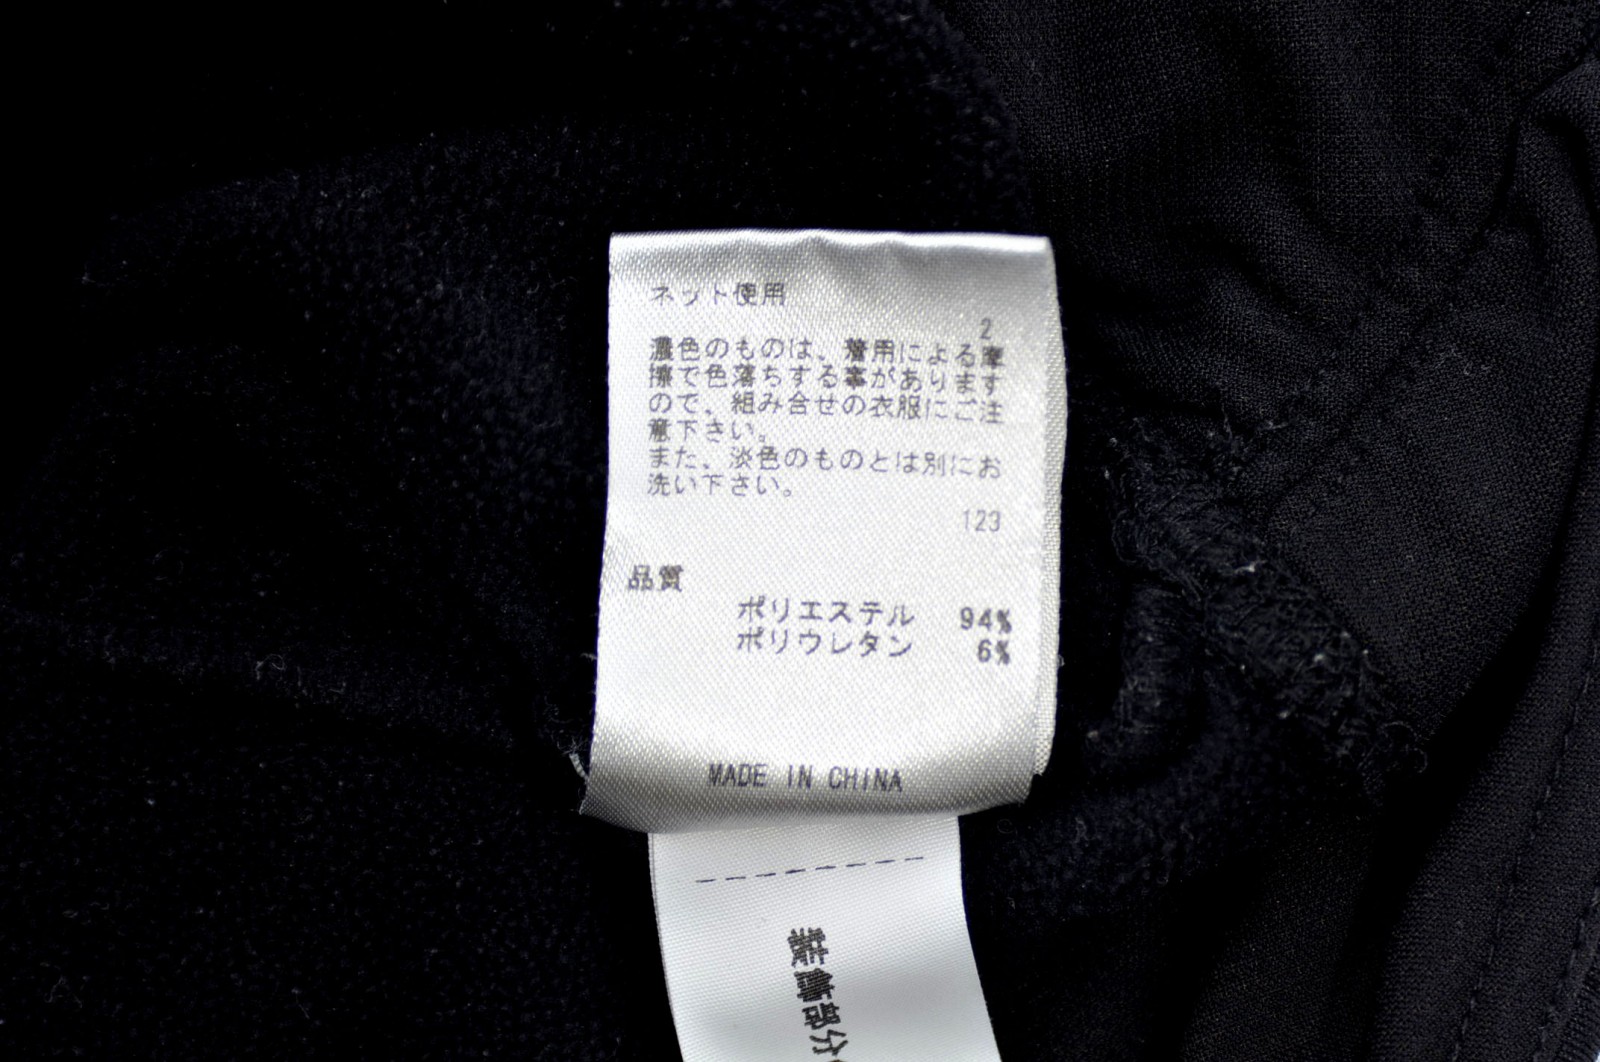 ネット使用
2
濃色のものは、着用による摩
擦で色落ちする事があります
ので、組み合せの衣服にご注
意下さい。
また、淡色のものとは別にお
洗い下さい。
123
品質
ポリエステル 94%
ポリウレタン 6%
MADE IN CHINA
装飾部分